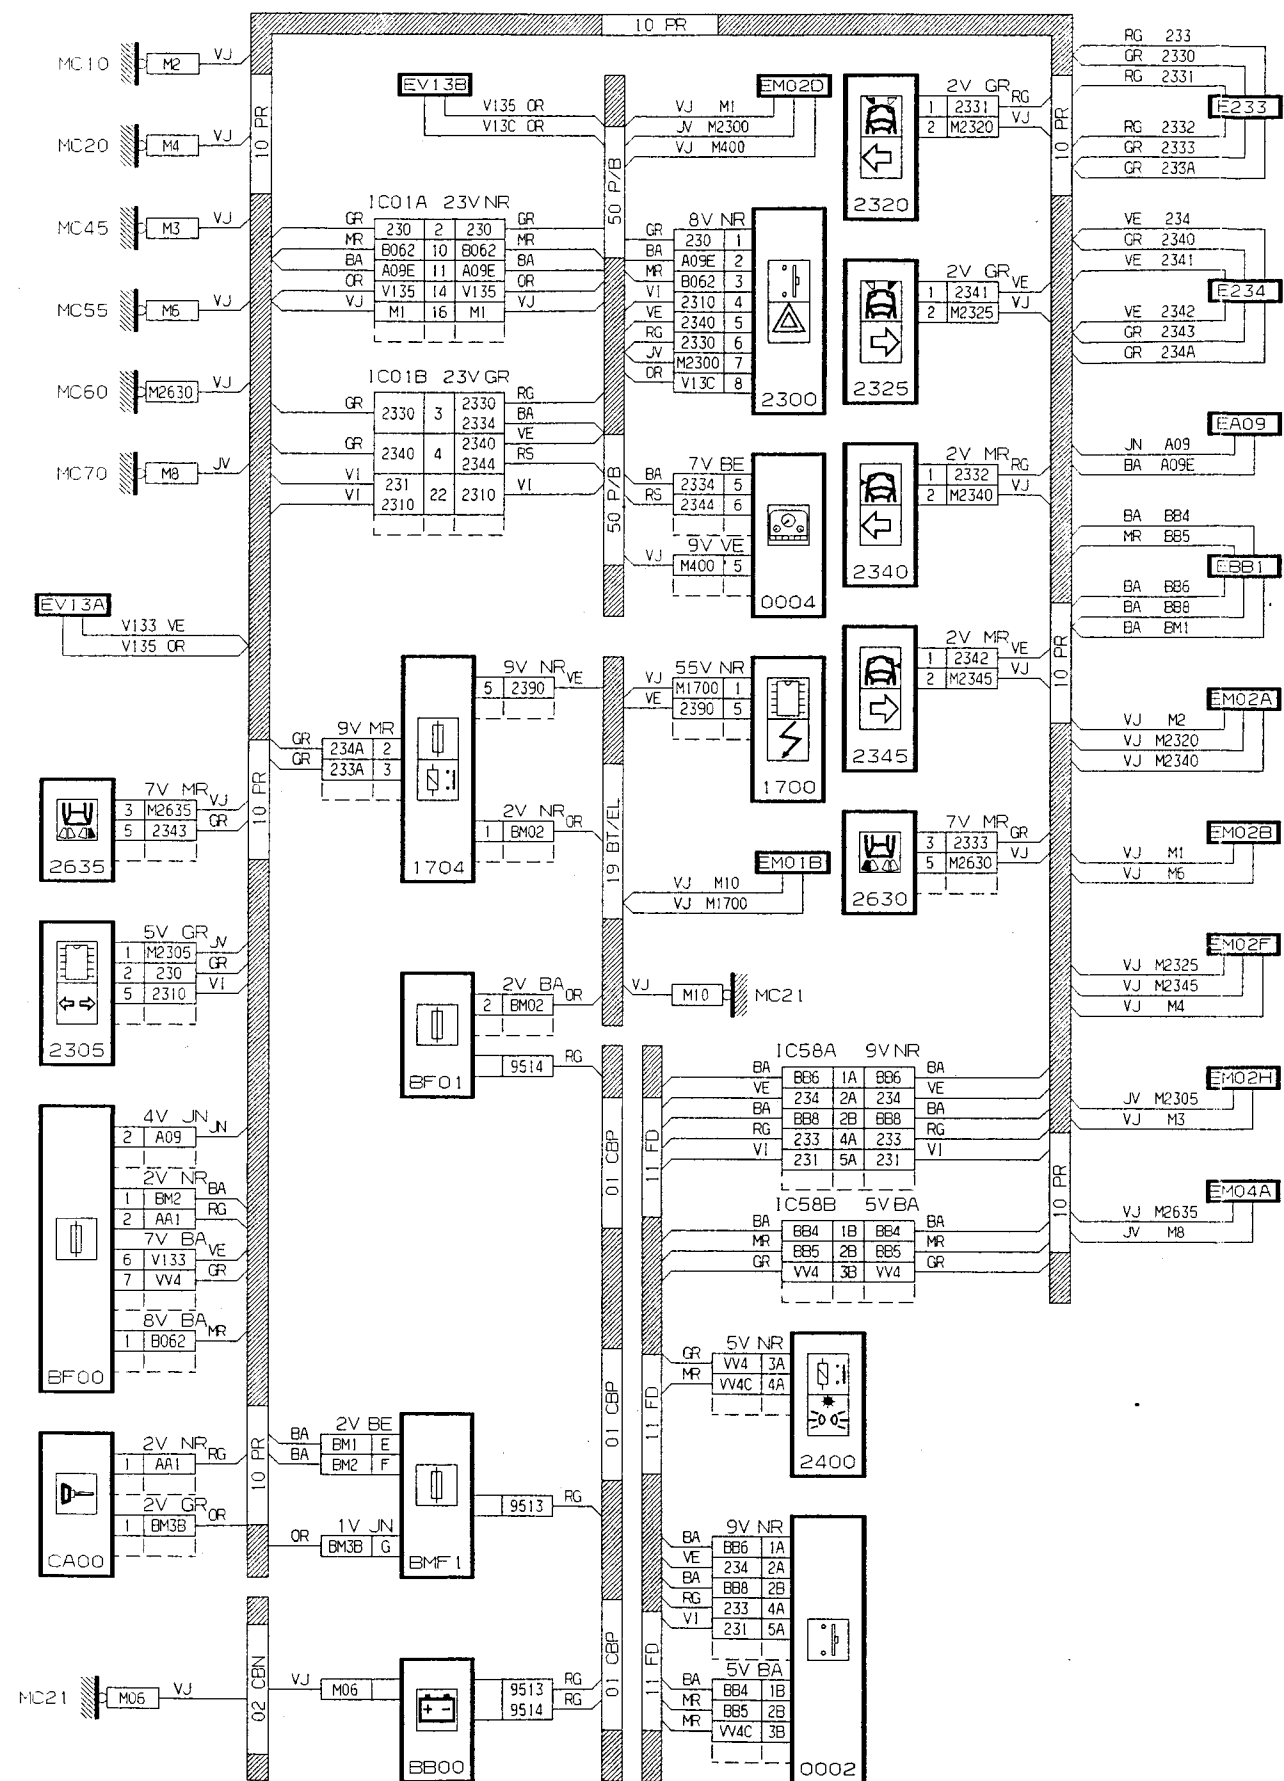 10 PR
MC10 M2 VJ
MC20 M4 VJ
MC45 M3 VJ
MC55 M6 VJ
MC60 M2630 VJ
MC70 M8 JV
10 PR
EV13A
V133 VE
V135 OR
10 PR
7V MR
3 M2635 VJ
5 2343 GR
2635
5V GR
1 M2305 JV
2 230 GR
5 2310 VI
2305
4V JN
2 A09 JN
2V NR
1 BM2 BA
2 AA1 RG
7V BA
6 V133 VE
7 VV4 GR
8V BA
1 B062 MR
BF00
10 PR
2V NR
1 AA1 RG
2V GR
1 BM3B OR
CA00
MC21 M06 VJ
02 CBN
EV13B
V135 OR
V13C OR
IC01A 23V NR
GR 230 2 230 GR
MR B062 10 B062 MR
BA A09E 11 A09E BA
OR V135 14 V135 OR
VJ M1 16 M1 VJ
IC01B 23V GR
GR 2330 3 2330 RG
2334 BA
GR 2340 4 2340 VE
2344 RS
VI 231 22 2310 VI
VI 2310
9V NR
5 2390 VE
9V MR
GR 234A 2
GR 233A 3
2V NR
1 BM02 OR
1704
2V BA
2 BM02 OR
9514 RG
BF01
2V BE
BA BM1 E
BA BM2 F
9513 RG
1V JN
OR BM3B G
BMF1
VJ M06
9513 RG
9514 RG
BB00
50 P/B
50 P/B
19 BT/EL
01 CBP
01 CBP
01 CBP
11 FD
11 FD
11 FD
EM02D
VJ M1
JV M2300
VJ M400
8V NR
GR 230 1
BA A09E 2
MR B062 3
VI 2310 4
VE 2340 5
RG 2330 6
JV M2300 7
OR V13C 8
2300
7V BE
BA 2334 5
RS 2344 6
9V VE
VJ M400 5
0004
55V NR
VJ M1700 1
VE 2390 5
1700
EM01B
VJ M10
VJ M1700
VJ M10 MC21
IC58A 9V NR
BA BB6 1A BB6 BA
VE 234 2A 234 VE
BA BB8 2B BB8 BA
RG 233 4A 233 RG
VI 231 5A 231 VI
IC58B 5V BA
BA BB4 1B BB4 BA
MR BB5 2B BB5 MR
GR VV4 3B VV4 GR
5V NR
GR VV4 3A
MR VV4C 4A
2400
9V NR
BA BB6 1A
VE 234 2A
BA BB8 2B
RG 233 4A
VI 231 5A
5V BA
BA BB4 1B
MR BB5 2B
MR VV4C 3B
0002
2V GR
1 2331 RG
2 M2320 VJ
2320
2V GR
1 2341 VE
2 M2325 VJ
2325
2V MR
1 2332 RG
2 M2340 VJ
2340
2V MR
1 2342 VE
2 M2345 VJ
2345
7V MR
3 2333 GR
5 M2630 VJ
2630
10 PR
10 PR
10 PR
RG 233
GR 2330
RG 2331
E233
RG 2332
GR 2333
GR 233A
VE 234
GR 2340
VE 2341
E234
VE 2342
GR 2343
GR 234A
EA09
JN A09
BA A09E
BA BB4
MR BB5
EBB1
BA BB6
BA BB8
BA BM1
EM02A
VJ M2
VJ M2320
VJ M2340
EM02B
VJ M1
VJ M6
EM02F
VJ M2325
VJ M2345
VJ M4
EM02H
JV M2305
VJ M3
EM04A
VJ M2635
JV M8